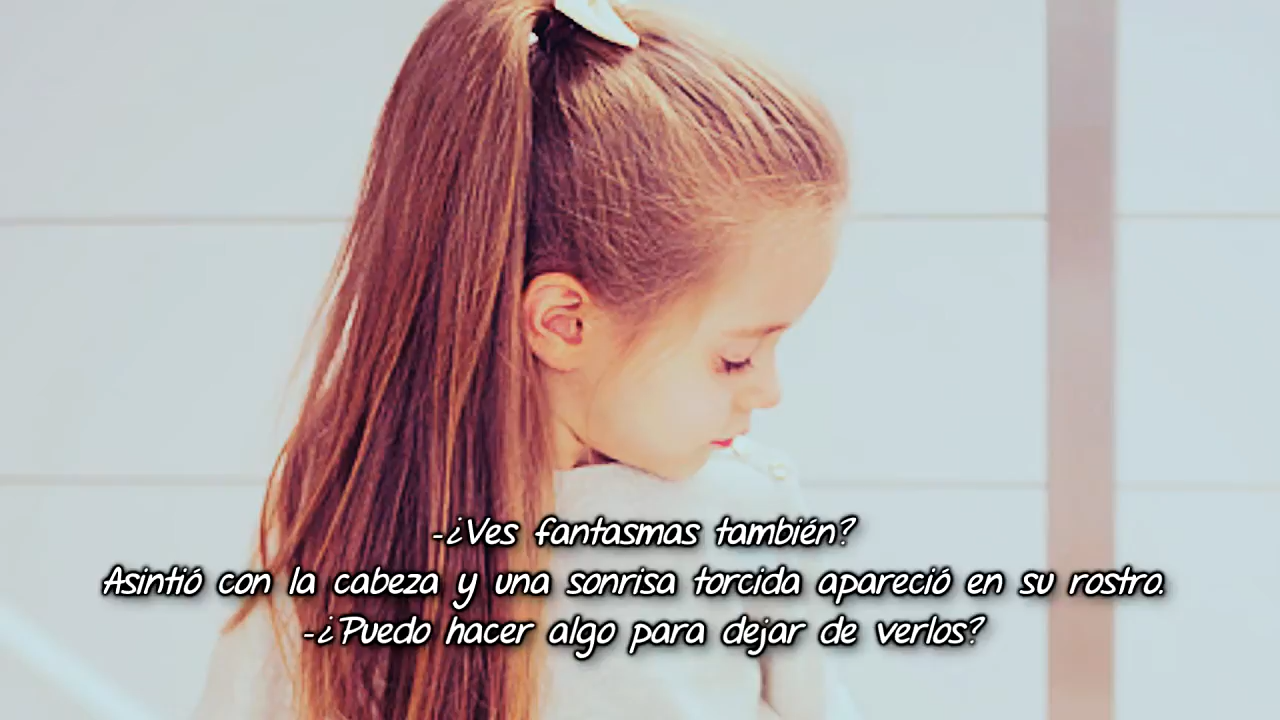 -¿Ves fantasmas también?
Asintió con la cabeza y una sonrisa torcida apareció en su rostro.
-¿Puedo hacer algo para dejar de verlos?